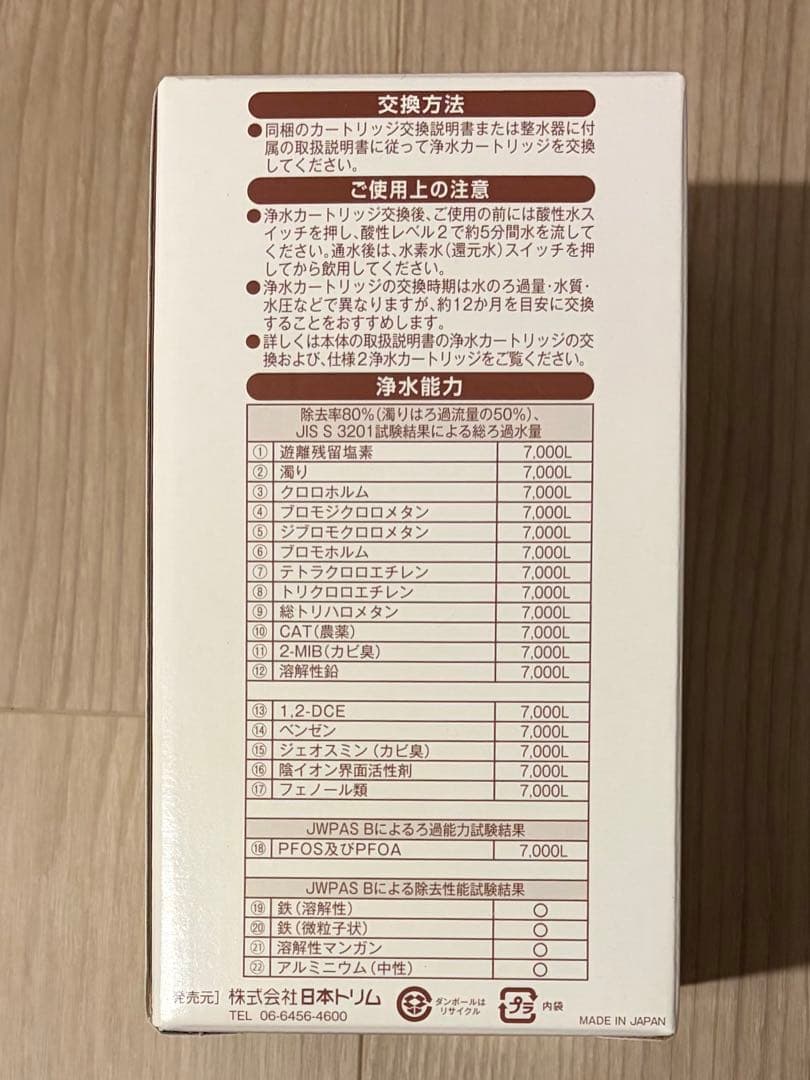 交換方法
●同梱のカートリッジ交換説明書または整水器に付
属の取扱説明書に従って浄水カートリッジを交換
してください。
ご使用上の注意
●浄水カートリッジ交換後、ご使用の前には酸性水ス
イッチを押し、酸性レベル2で約5分間水を流して
ください。通水後は、水素水(還元水)スイッチを押
してから飲用してください。
●浄水カートリッジの交換時期は水のろ過量・水質・
水圧などで異なりますが、約12か月を目安に交換
することをおすすめします。
●詳しくは本体の取扱説明書の浄水カートリッジの交
換および、仕様2浄水カートリッジをご覧ください。
浄水能力
除去率80%(濁りはろ過流量の50%)、
JIS S 3201試験結果による総ろ過水量
① 遊離残留塩素 7,000L
② 濁り 7,000L
③ クロロホルム 7,000L
④ ブロモジクロロメタン 7,000L
⑤ ジブロモクロロメタン 7,000L
⑥ ブロモホルム 7,000L
⑦ テトラクロロエチレン 7,000L
⑧ トリクロロエチレン 7,000L
⑨ 総トリハロメタン 7,000L
⑩ CAT(農薬) 7,000L
⑪ 2-MIB(カビ臭) 7,000L
⑫ 溶解性鉛 7,000L
⑬ 1,2-DCE 7,000L
⑭ ベンゼン 7,000L
⑮ ジェオスミン(カビ臭) 7,000L
⑯ 陰イオン界面活性剤 7,000L
⑰ フェノール類 7,000L
JWPAS Bによるろ過能力試験結果
⑱ PFOS及びPFOA 7,000L
JWPAS Bによる除去性能試験結果
⑲ 鉄(溶解性) ○
⑳ 鉄(微粒子状) ○
㉑ 溶解性マンガン ○
㉒ アルミニウム(中性) ○
発売元] 株式会社日本トリム
TEL 06-6456-4600
ダンボールは
リサイクル
プラ 内袋
MADE IN JAPAN